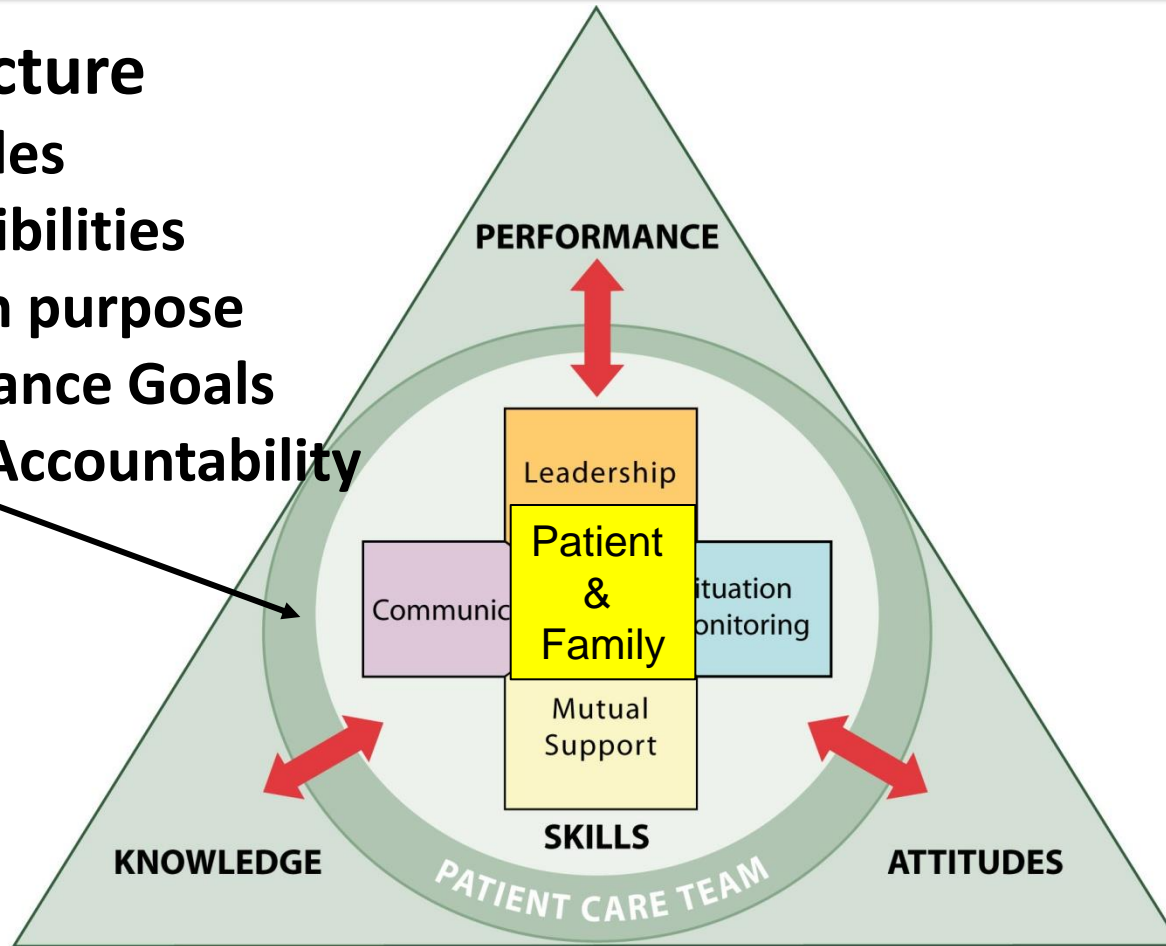 cture
les
ibilities
n purpose
ance Goals
Accountability
PERFORMANCE
Leadership
Patient
&
Family
Communic
ituation
onitoring
Mutual
Support
SKILLS
KNOWLEDGE
ATTITUDES
PATIENT CARE TEAM